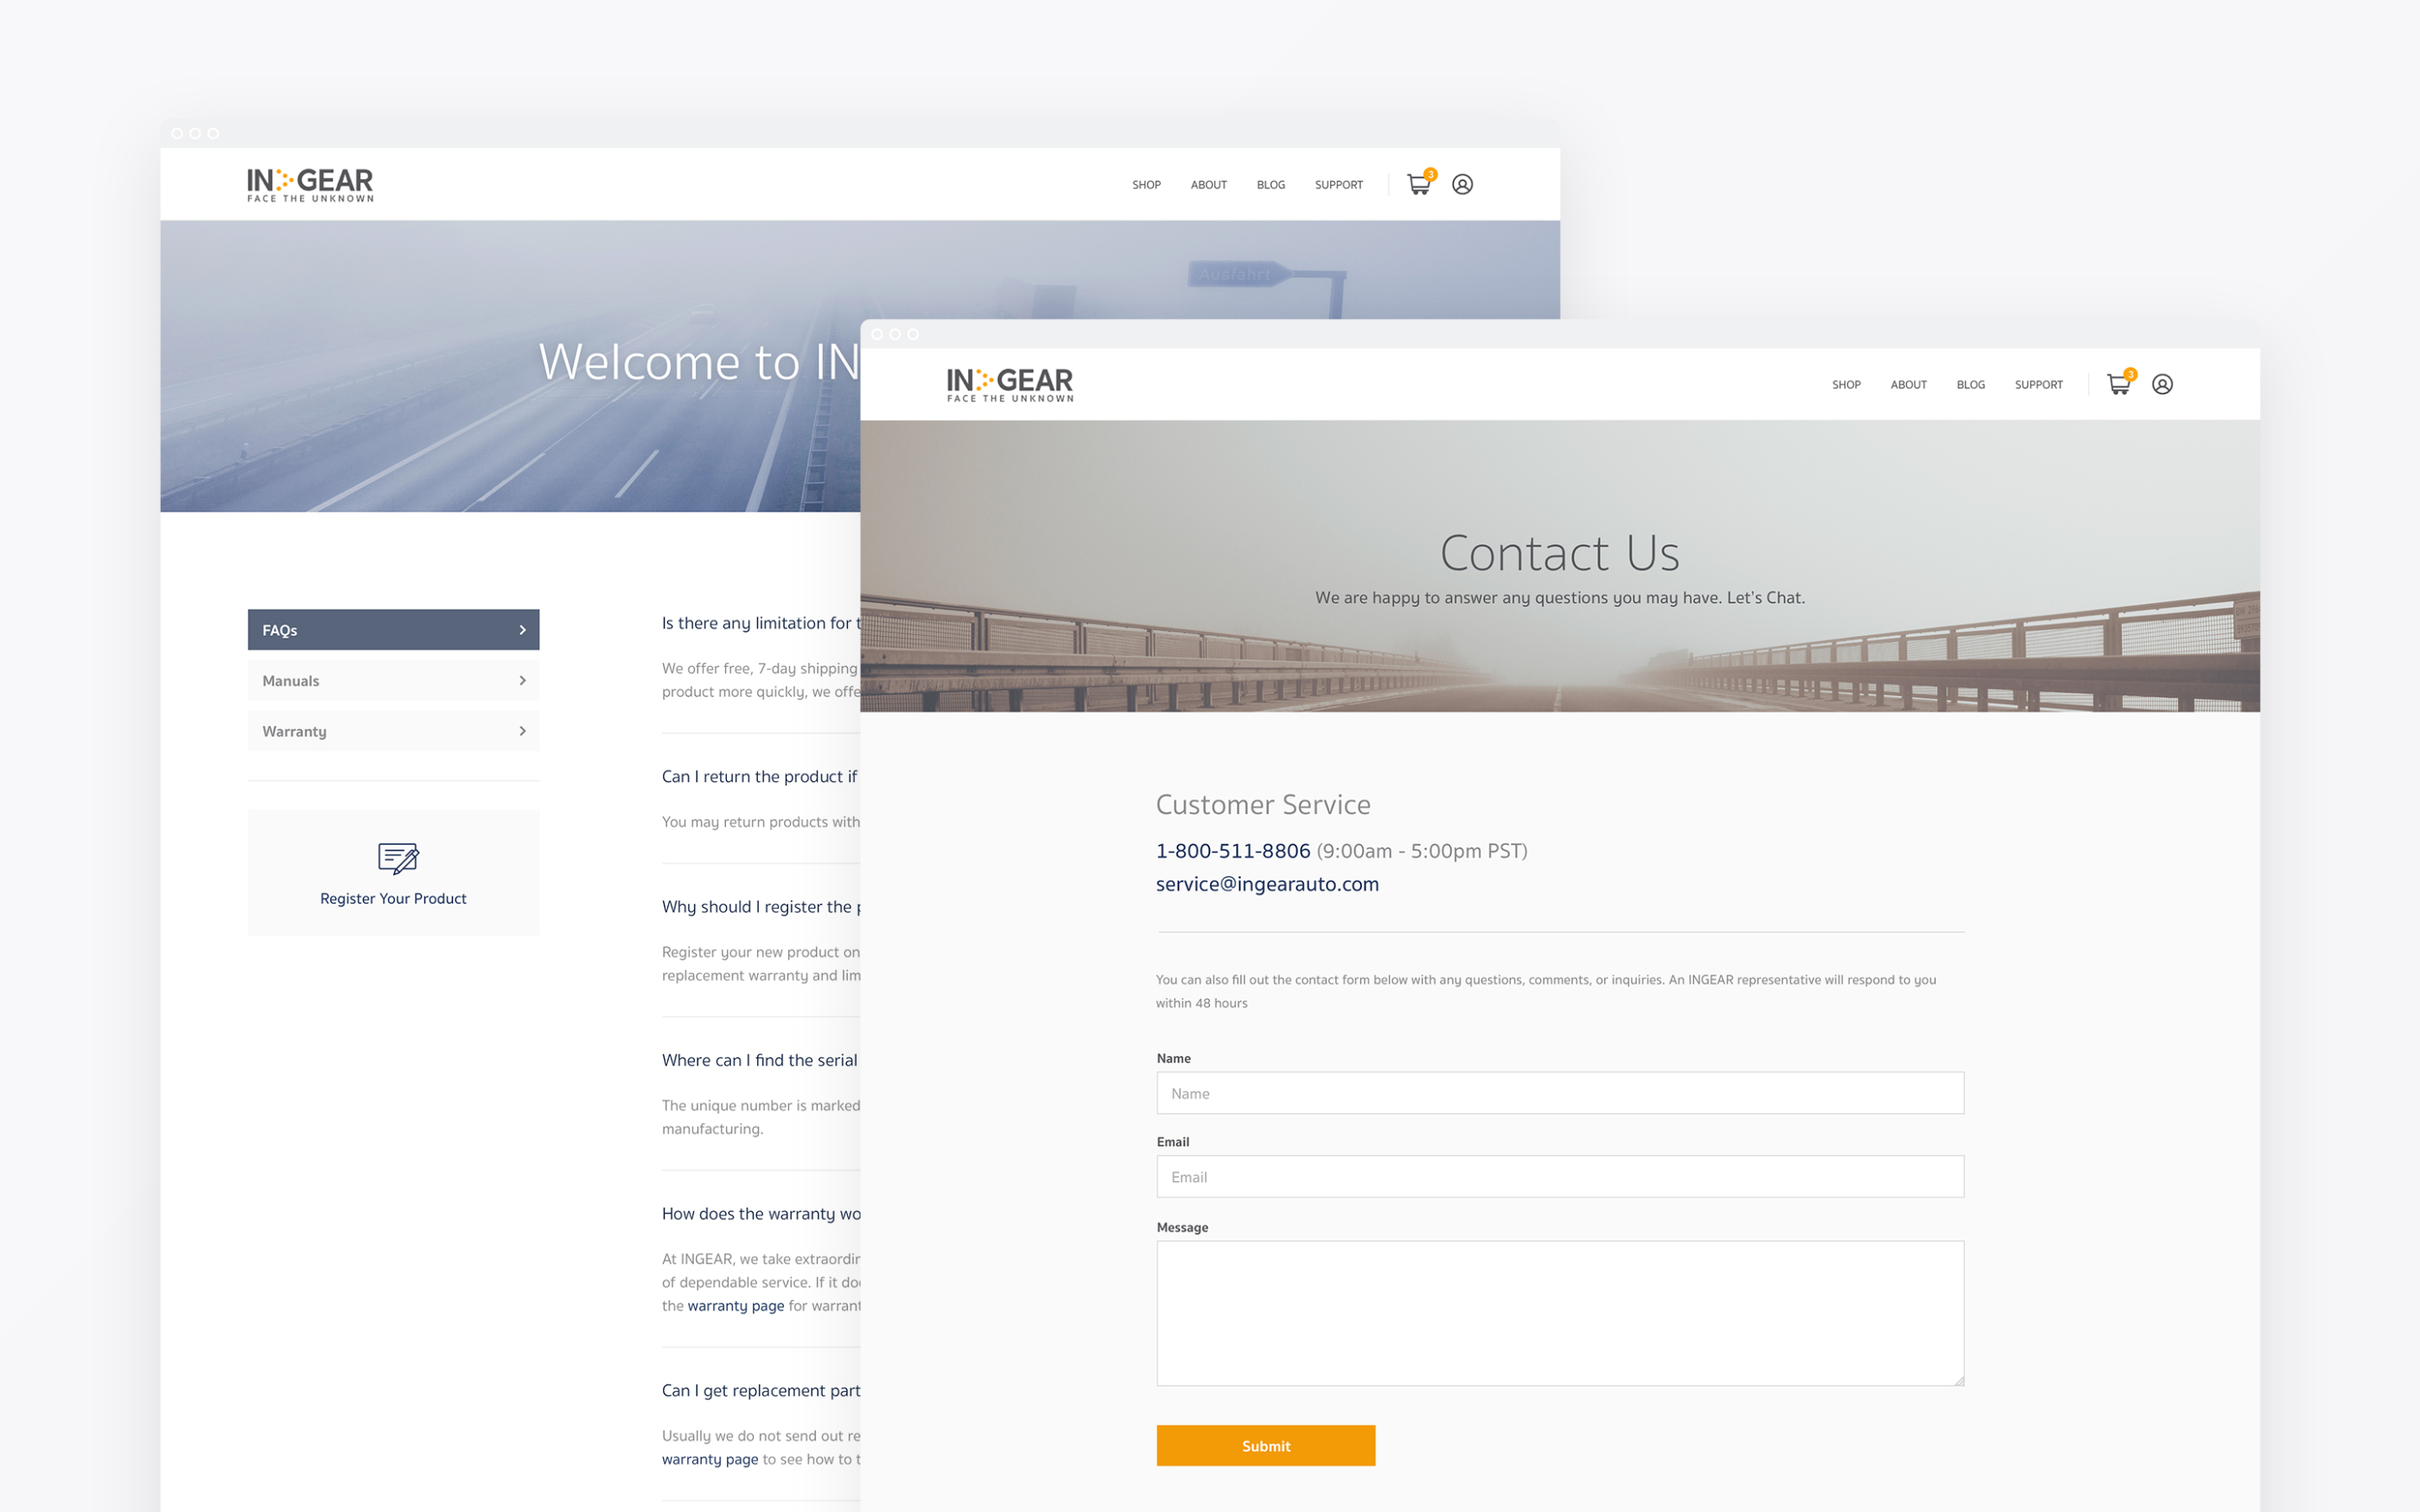 IN GEAR
FACE THE UNKNOWN
SHOP ABOUT BLOG SUPPORT
3
Ausfahrt
Welcome to IN
FAQs
Manuals
Warranty
Register Your Product
Is there any limitation for
We offer free, 7-day shipping
product more quickly, we
Can I return the product if
You may return products with
Why should I register the
Register your new product on
replacement warranty and
Where can I find the serial
The unique number is marked
manufacturing.
How does the warranty
At INGEAR, we take
of dependable service. If it
the warranty page for
Can I get replacement
Usually we do not send out
warranty page to see how to
IN GEAR
FACE THE UNKNOWN
SHOP ABOUT BLOG SUPPORT
3
Contact Us
We are happy to answer any questions you may have. Let's Chat.
Customer Service
1-800-511-8806 (9:00am - 5:00pm PST)
service@ingearauto.com
You can also fill out the contact form below with any questions, comments, or inquiries. An INGEAR representative will respond to you
within 48 hours
Name
Name
Email
Email
Message
Submit